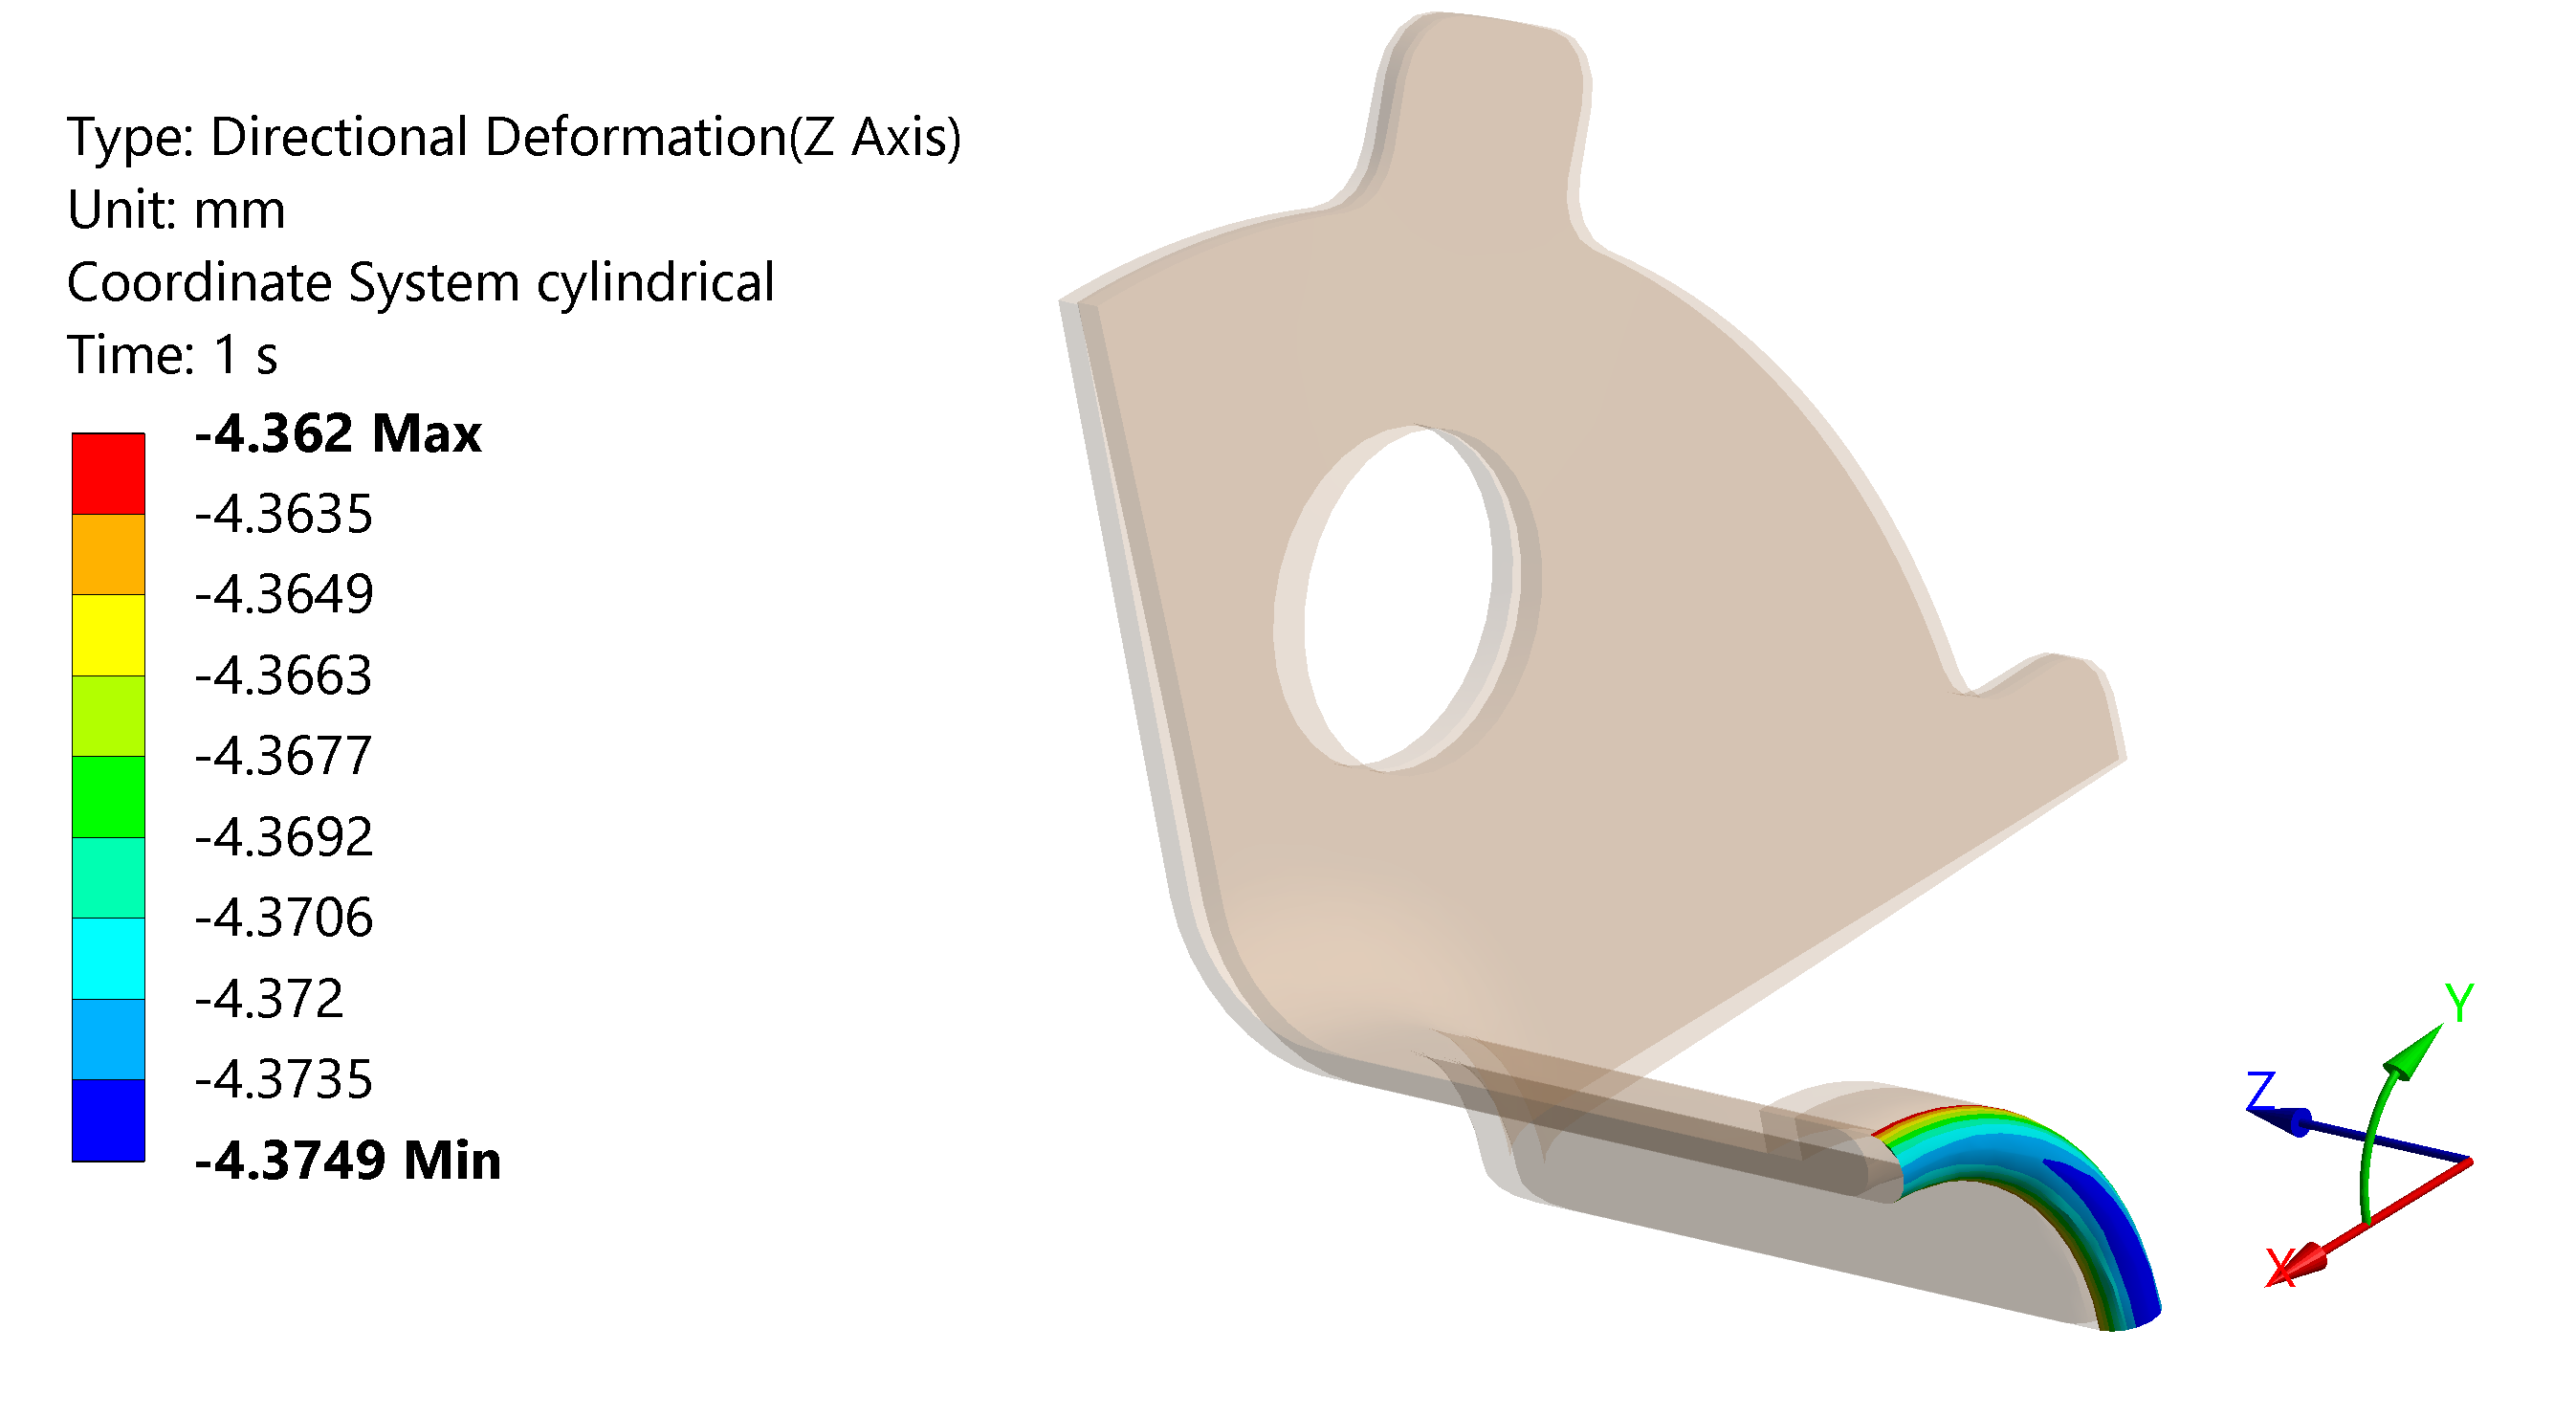 Type: Directional Deformation(Z Axis)
Unit: mm
Coordinate System cylindrical
Time: 1 s
-4.362 Max
-4.3635
-4.3649
-4.3663
-4.3677
-4.3692
-4.3706
-4.372
-4.3735
-4.3749 Min
Y
Z
X